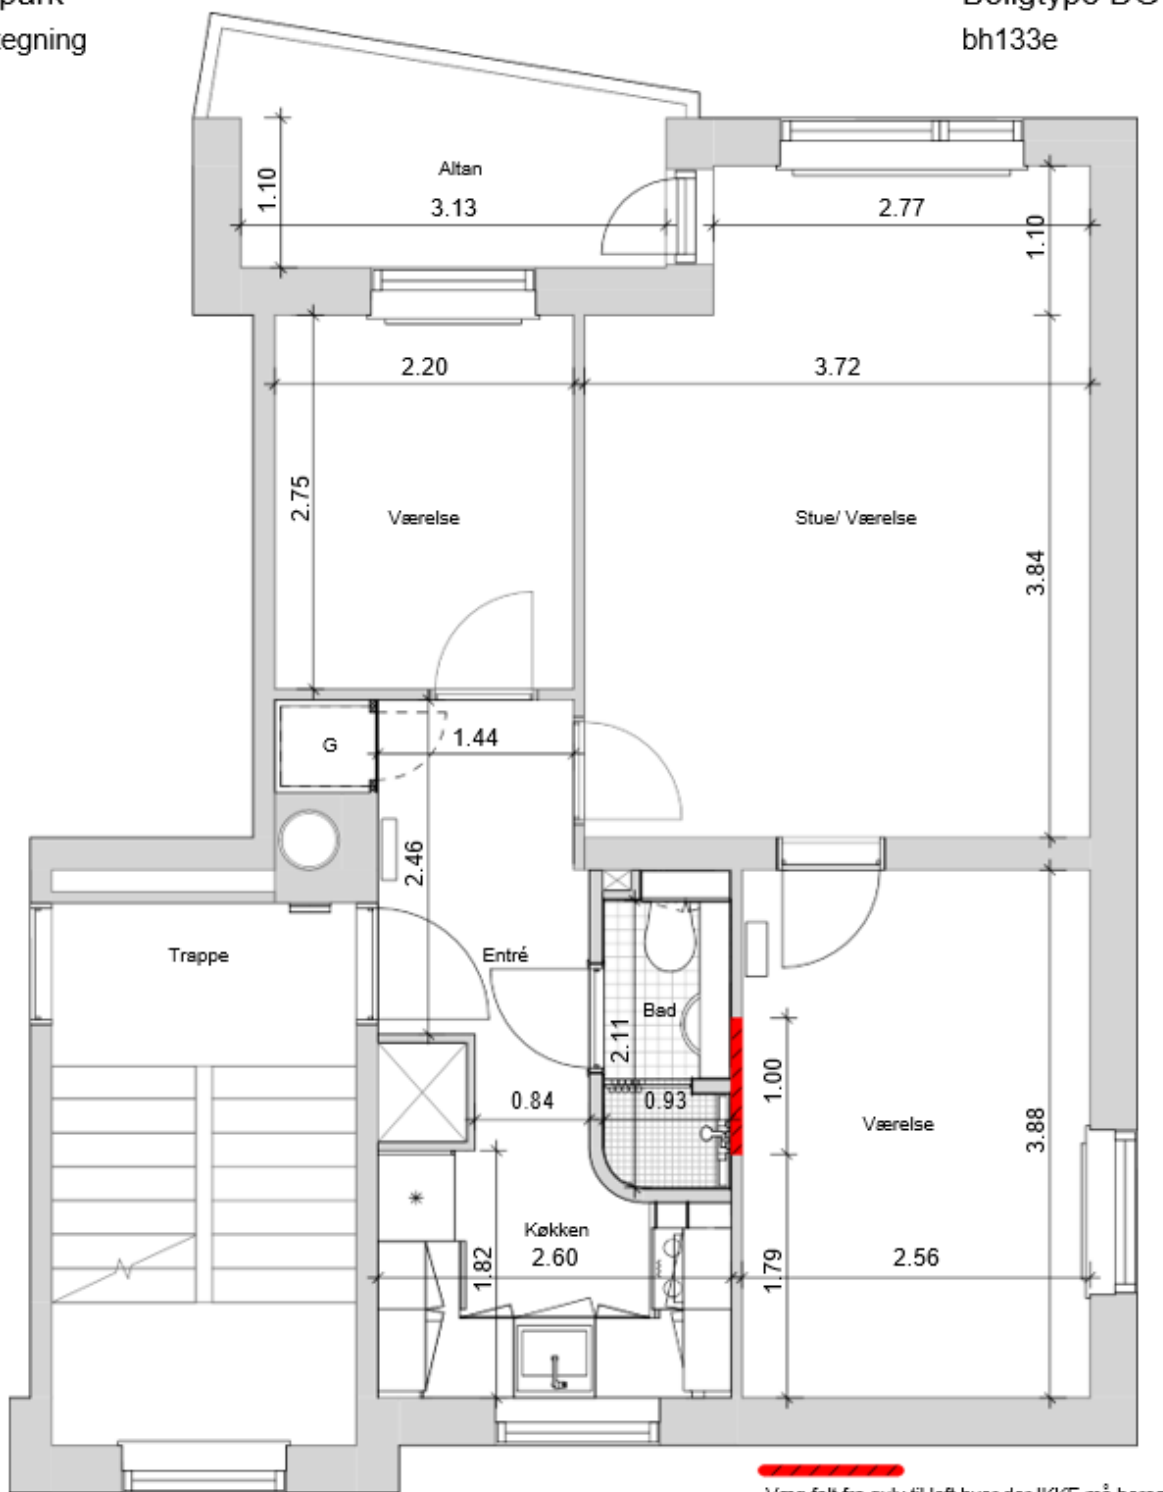 park
Boligtype
egning
bh133e
Altan
1.10
3.13
2.77
1.10
2.20
3.72
2.75
Værelse
Stue/ Værelse
3.84
G
1.44
2.46
Trappe
Entré
Bad
2.11
1.00
0.84
0.93
Værelse
3.88
Køkken
1.82
2.60
1.79
2.56